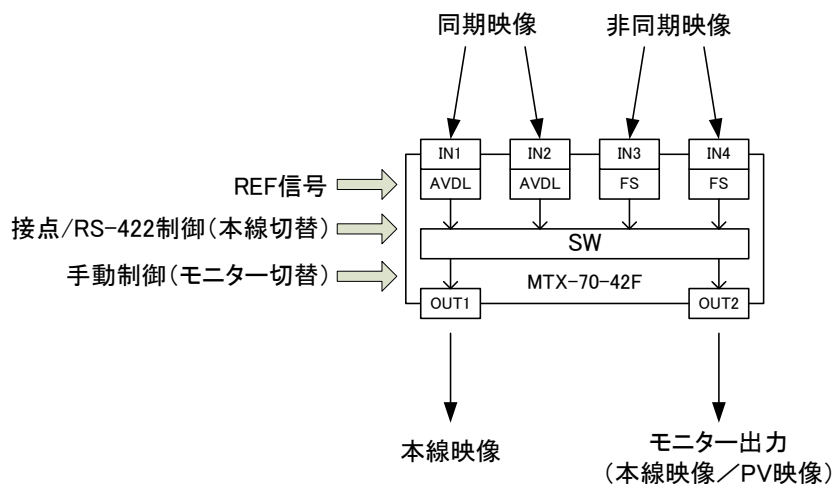 同期映像
非同期映像
IN1
IN2
IN3
IN4
AVDL
AVDL
FS
FS
REF信号
接点/RS-422制御(本線切替)
SW
手動制御(モニター切替)
MTX-70-42F
OUT1
OUT2
本線映像
モニター出力
(本線映像/PV映像)